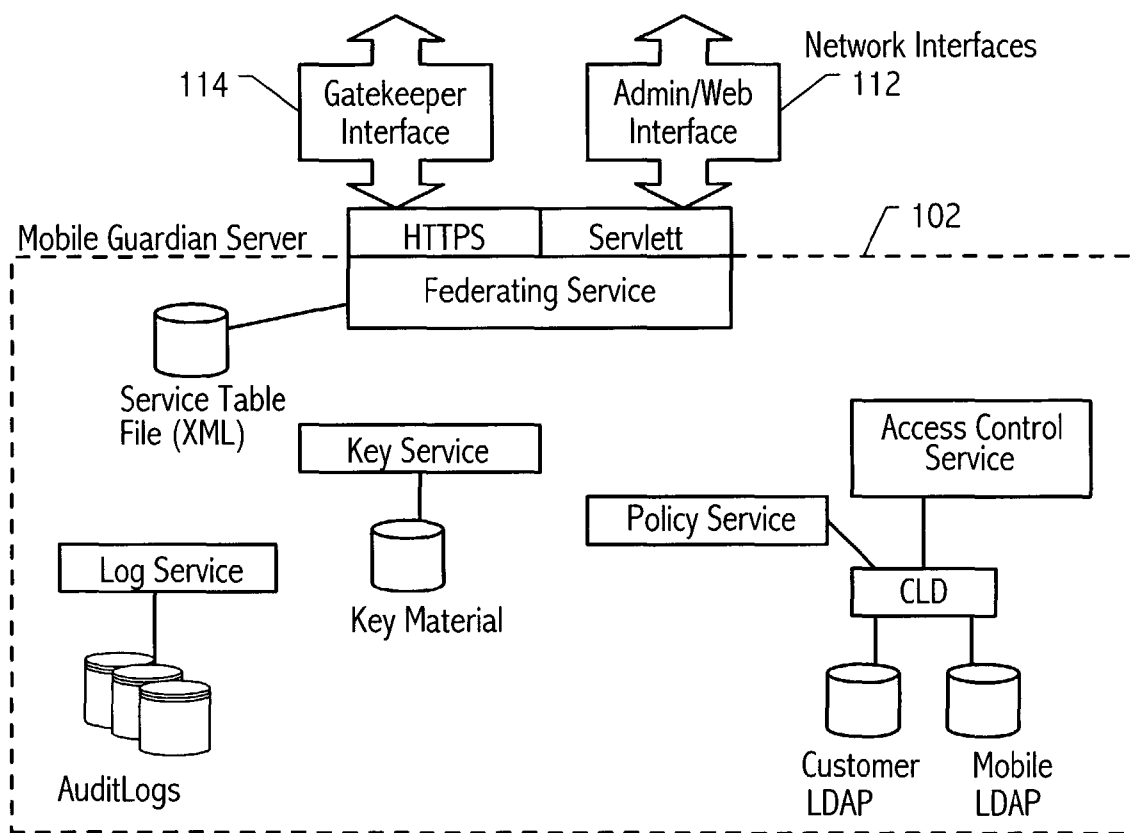 Network Interfaces
114
Gatekeeper
Interface
Admin/Web
Interface
112
Mobile Guardian Server
HTTPS
Servlett
102
Federating Service
Service Table
File (XML)
Key Service
Access Control
Service
Policy Service
Log Service
CLD
Key Material
AuditLogs
Customer
LDAP
Mobile
LDAP